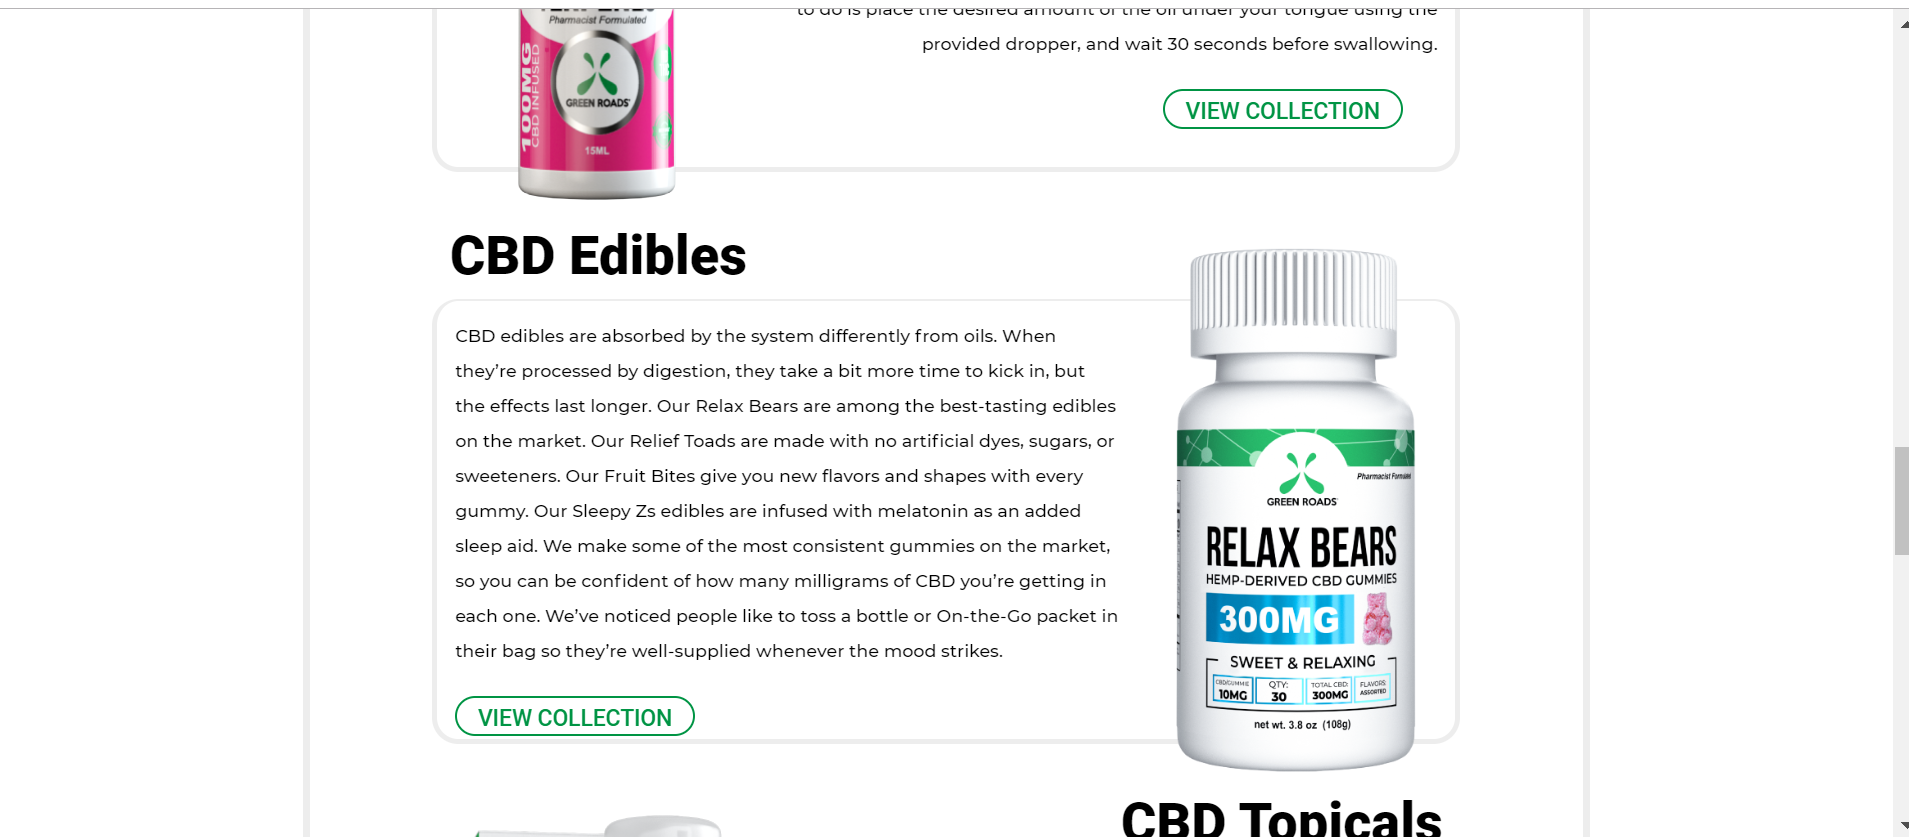 Pharmacist Formulated
100MG
CBD INFUSED
GREEN ROADS
15ML
to do is place the desired amount of the oil under your tongue using the
provided dropper, and wait 30 seconds before swallowing.
VIEW COLLECTION
CBD Edibles
CBD edibles are absorbed by the system differently from oils. When
they’re processed by digestion, they take a bit more time to kick in, but
the effects last longer. Our Relax Bears are among the best-tasting edibles
on the market. Our Relief Toads are made with no artificial dyes, sugars, or
sweeteners. Our Fruit Bites give you new flavors and shapes with every
gummy. Our Sleepy Zs edibles are infused with melatonin as an added
sleep aid. We make some of the most consistent gummies on the market,
so you can be confident of how many milligrams of CBD you’re getting in
each one. We’ve noticed people like to toss a bottle or On-the-Go packet in
their bag so they’re well-supplied whenever the mood strikes.
VIEW COLLECTION
Pharmacist Formulated
GREEN ROADS
RELAX BEARS
HEMP-DERIVED CBD GUMMIES
300MG
SWEET & RELAXING
CBD/GUMMIE QTY: TOTAL CBD: FLAVORS:
10MG 30 300MG ASSORTED
net wt. 3.8 oz (108g)
CBD Topicals